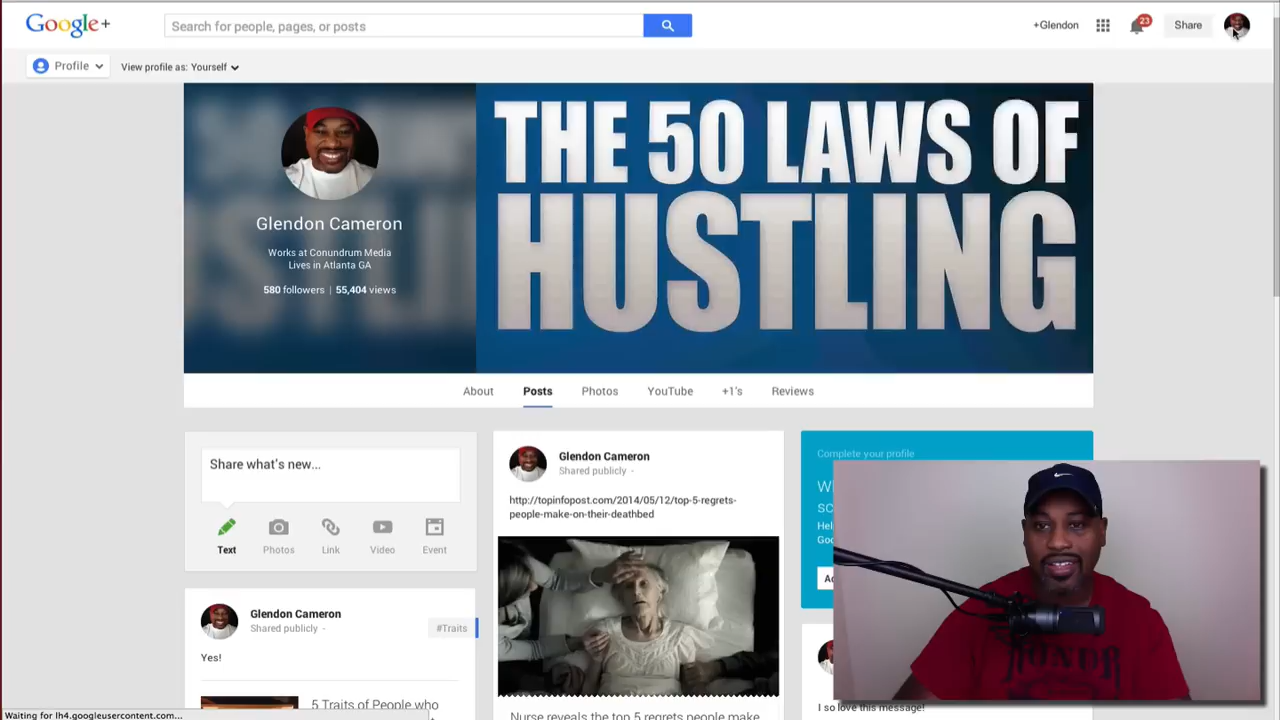 Google+
Search for people, pages, or posts
+Glendon
23
Share
Profile
View profile as: Yourself
THE 50 LAWS OF
HUSTLING
Glendon Cameron
Works at Conundrum Media
Lives in Atlanta GA
580 followers | 55,404 views
About Posts Photos YouTube +1's Reviews
Share what's new...
Text Photos Link Video Event
Glendon Cameron
Shared publicly -
#Traits
Yes!
5 Traits of People who
Glendon Cameron
Shared publicly -
http://topinfopost.com/2014/05/12/top-5-regrets-
people-make-on-their-deathbed
Nurse reveals the top 5 regrets people make
Complete your profile
I so love this message!
HONOR
Waiting for lh4.googleusercontent.com...